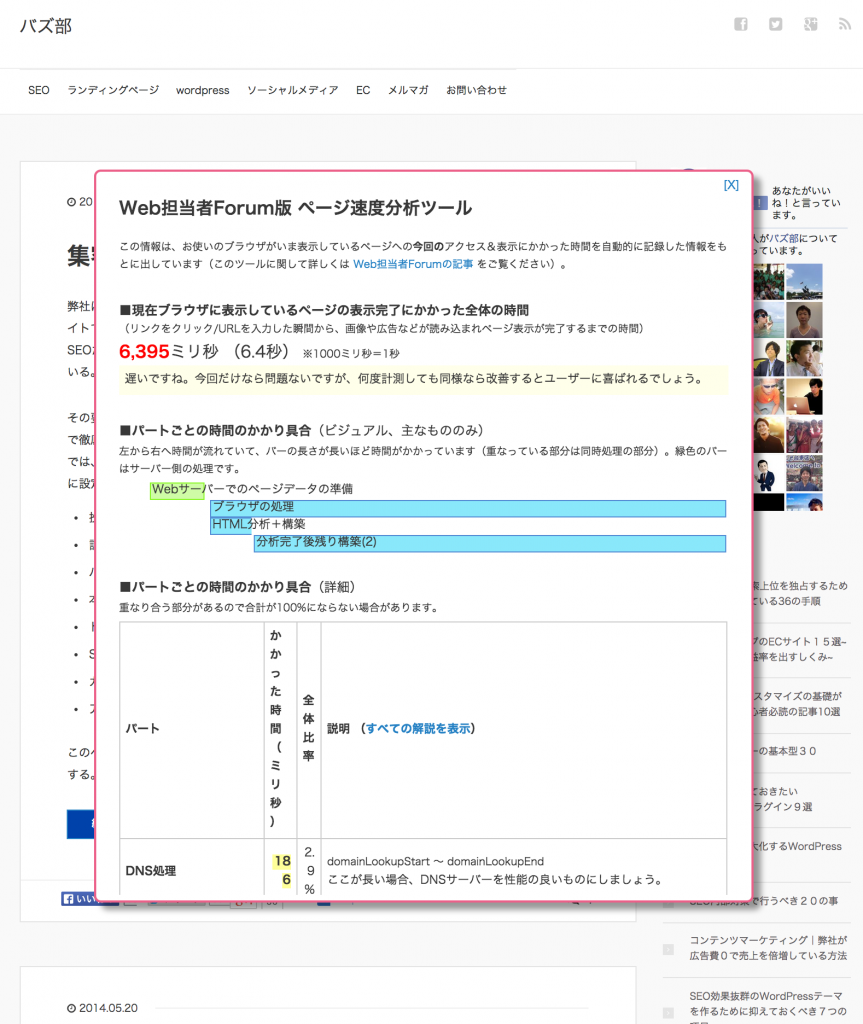 バズ部
SEO ランディングページ wordpress ソーシャルメディア EC メルマガ お問い合わせ
20
集
弊社
イト
SEO
いる。
その
で徹
では、
に設
この
する。
[X]
Web担当者Forum版 ページ速度分析ツール
この情報は、お使いのブラウザがいま表示しているページへの今回のアクセス＆表示にかかった時間を自動的に記録した情報をも
とに出しています（このツールに関して詳しくは Web担当者Forumの記事 をご覧ください）。
■現在ブラウザに表示しているページの表示完了にかかった全体の時間
（リンクをクリック/URLを入力した瞬間から、画像や広告などが読み込まれページ表示が完了するまでの時間）
6,395ミリ秒 （6.4秒） ※1000ミリ秒＝1秒
遅いですね。今回だけなら問題ないですが、何度計測しても同様なら改善するとユーザーに喜ばれるでしょう。
■パートごとの時間のかかり具合（ビジュアル、主なもののみ）
左から右へ時間が流れていて、バーの長さが長いほど時間がかかっています（重なっている部分は同時処理の部分）。緑色のバー
はサーバー側の処理です。
Webサーバーでのページデータの準備
ブラウザの処理
HTML分析＋構築
分析完了後残り構築(2)
■パートごとの時間のかかり具合（詳細）
重なり合う部分があるので合計が100%にならない場合があります。
パート
かかった時間（ミリ秒）
全体比率
説明 （すべての解説を表示）
DNS処理
186
2.9%
domainLookupStart ～ domainLookupEnd
ここが長い場合、DNSサーバーを性能の良いものにしましょう。
あなたがいい
ね！と言ってい
ます。
人がバズ部について
っています。
索上位を独占するため
ている36の手順
のECサイト１５選~
益率を出すしくみ~
スタマイズの基礎が
心者必読の記事10選
ーの基本型３０
ておきたい
ラグイン９選
大化するWordPress
SEO内部対策で行うべき２０の事
コンテンツマーケティング｜弊社が
広告費０で売上を倍増している方法
SEO効果抜群のWordPressテーマ
を作るために抑えておくべき７つの
いい
2014.05.20